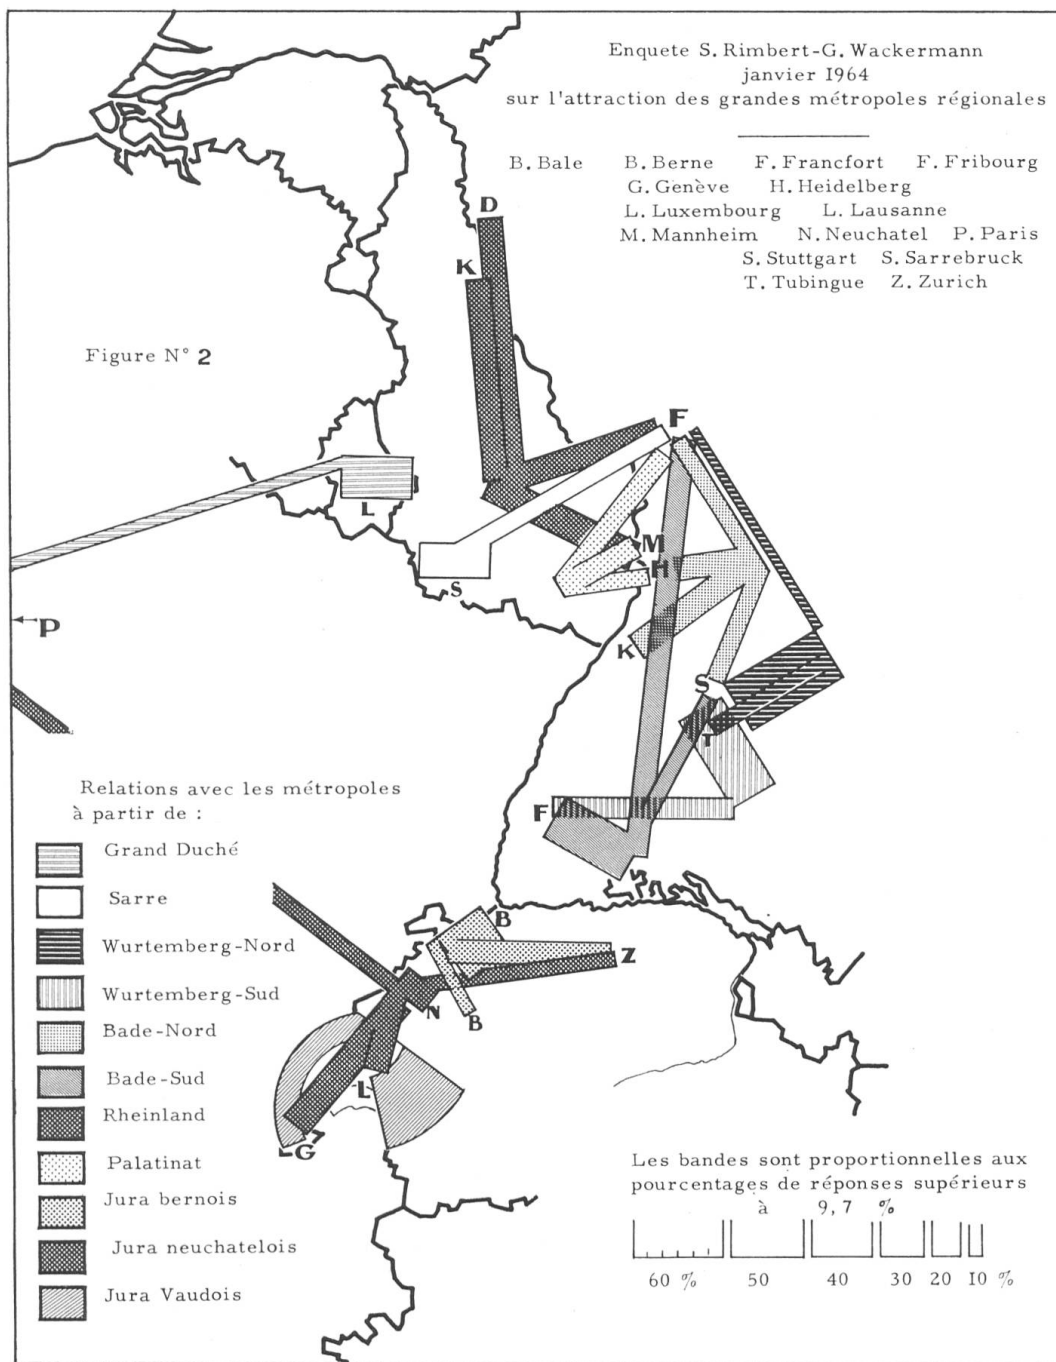 Enquete S. Rimbert-G. Wackermann
janvier I964
sur l'attraction des grandes métropoles régionales
B. Bale B. Berne F. Francfort F. Fribourg
G. Genève H. Heidelberg
L. Luxembourg L. Lausanne
M. Mannheim N. Neuchatel P. Paris
S. Stuttgart S. Sarrebruck
T. Tubingue Z. Zurich
D
K
Figure N° 2
F
L
M
H
S
P
K
S
T
F
B
Z
N
B
L
G
Relations avec les métropoles
à partir de :
Grand Duché
Sarre
Wurtemberg-Nord
Wurtemberg-Sud
Bade-Nord
Bade-Sud
Rheinland
Palatinat
Jura bernois
Jura neuchatelois
Jura Vaudois
Les bandes sont proportionnelles aux
pourcentages de réponses supérieurs
à 9,7 %
60 % 50 40 30 20 I0 %